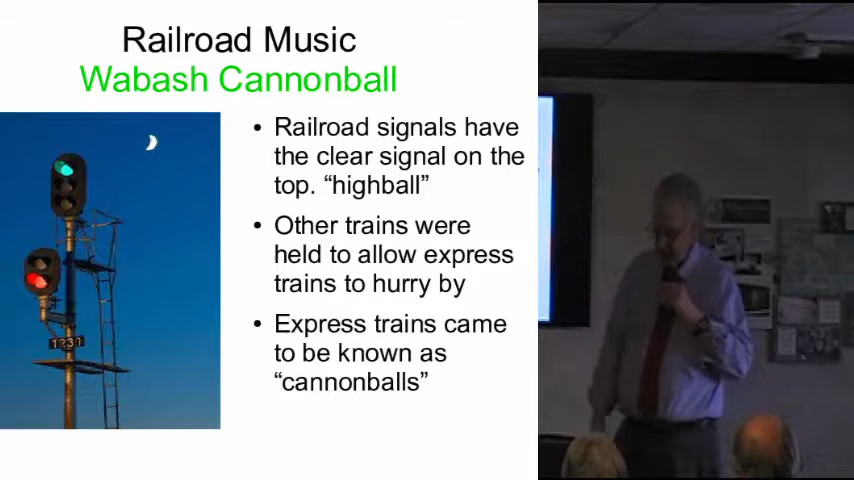 Railroad Music
Wabash Cannonball
• Railroad signals have
the clear signal on the
top. “highball”
• Other trains were
held to allow express
trains to hurry by
• Express trains came
to be known as
“cannonballs”
1231